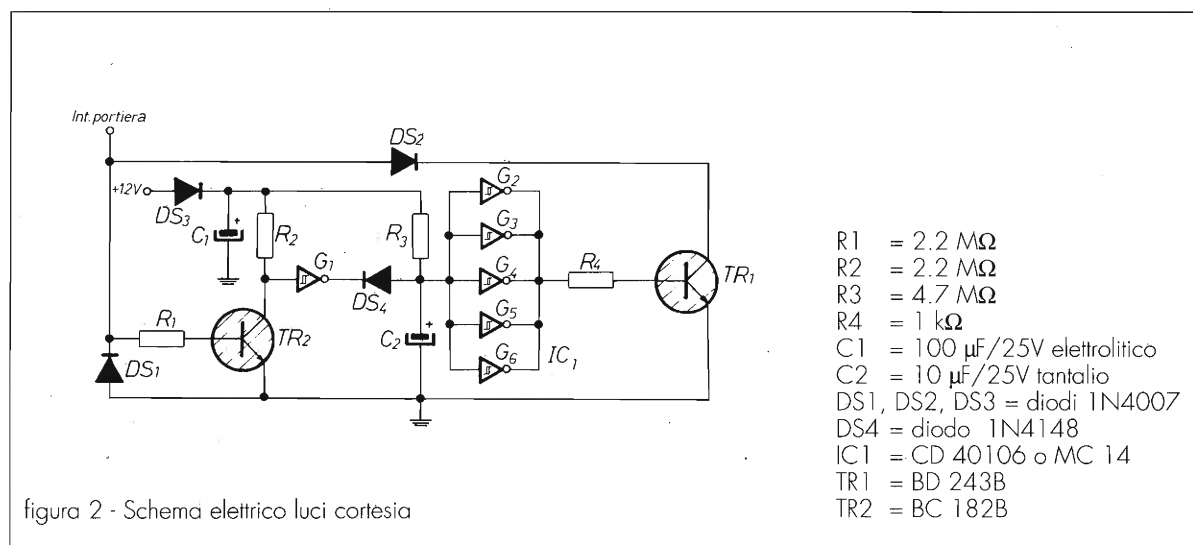 Int. portiera
DS2
+12V
DS3
C1
+
R2
R3
G1
DS4
G2
G3
G4
G5
G6
IC1
R4
TR1
R1
TR2
DS1
C2
+
R1 = 2.2 MΩ
R2 = 2.2 MΩ
R3 = 4.7 MΩ
R4 = 1 kΩ
C1 = 100 µF/25V elettrolitico
C2 = 10 µF/25V tantalio
DS1, DS2, DS3 = diodi 1N4007
DS4 = diodo 1N4148
IC1 = CD 40106 o MC 14
TR1 = BD 243B
TR2 = BC 182B
figura 2 - Schema elettrico luci cortesia